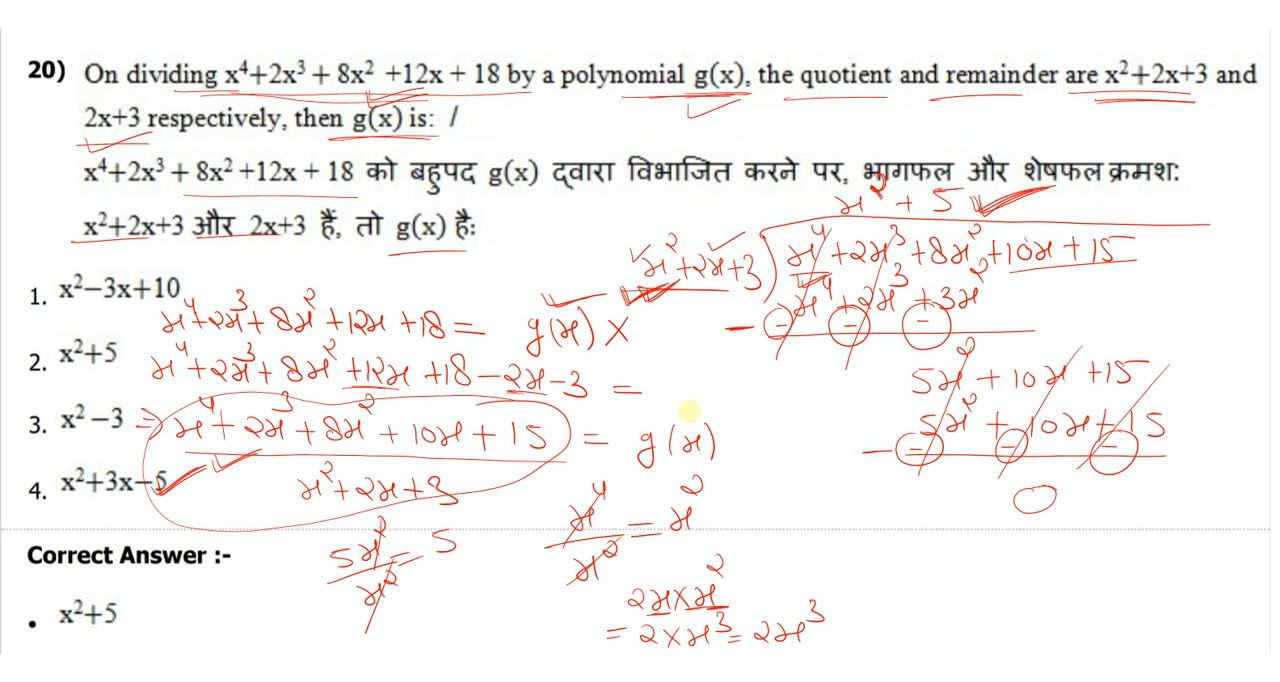 20) On dividing x⁴+2x³ + 8x² +12x + 18 by a polynomial g(x), the quotient and remainder are x²+2x+3 and
2x+3 respectively, then g(x) is: /
x⁴+2x³ + 8x² +12x + 18 को बहुपद g(x) द्वारा विभाजित करने पर, भागफल और शेषफल क्रमश:
x²+2x+3 और 2x+3 हैं, तो g(x) है:
1. x²−3x+10
2. x²+5
3. x²−3
4. x²+3x−5
x⁴+2x³+8x²+12x+18 = g(x) ×
x⁴+2x³+8x²+12x+18−2x−3 =
⇒ x⁴+2x³+8x²+10x+15 = g(x)
x²+2x+3
x²+5
x²+2x+3) x⁴+2x³+8x²+10x+15
− x⁴+2x³+3x²
5x²+10x+15
− 5x²+10x+15
0
5x²/x² = 5
x⁴/x² = x²
2x×x²
= 2×x³ = 2x³
Correct Answer :-
• x²+5